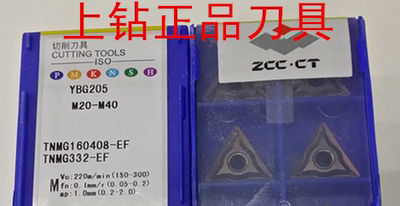 上钻正品刀具
切削刀具
CUTTING TOOLS
ISO
P M K N S H
YBG205
M20-M40
TNMG160408-EF
TNMG332-EF
M
Vc:220m/min(150-300)
fn:0.1mm/r(0.05-0.2)
ap:1.0mm(0.2-2.0)
ZCC·CT